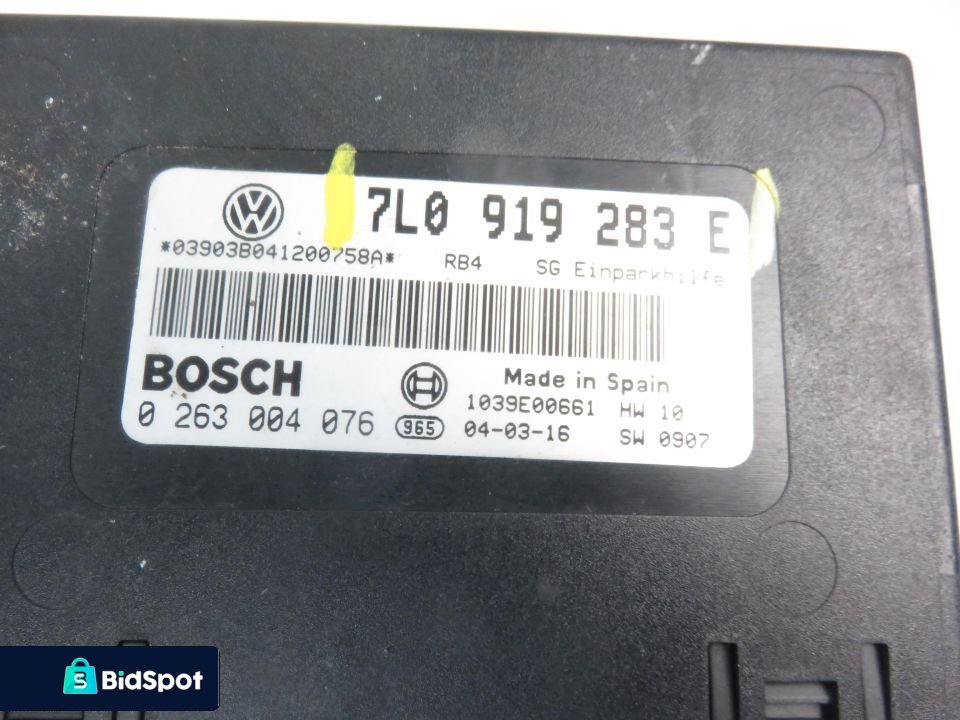 7L0 919 283 E
*03903B041200758A* RB4 SG Einparkhilfe
BOSCH
Made in Spain
1039E00661 HW 10
0 263 004 076 965 04-03-16 SW 0907
BidSpot